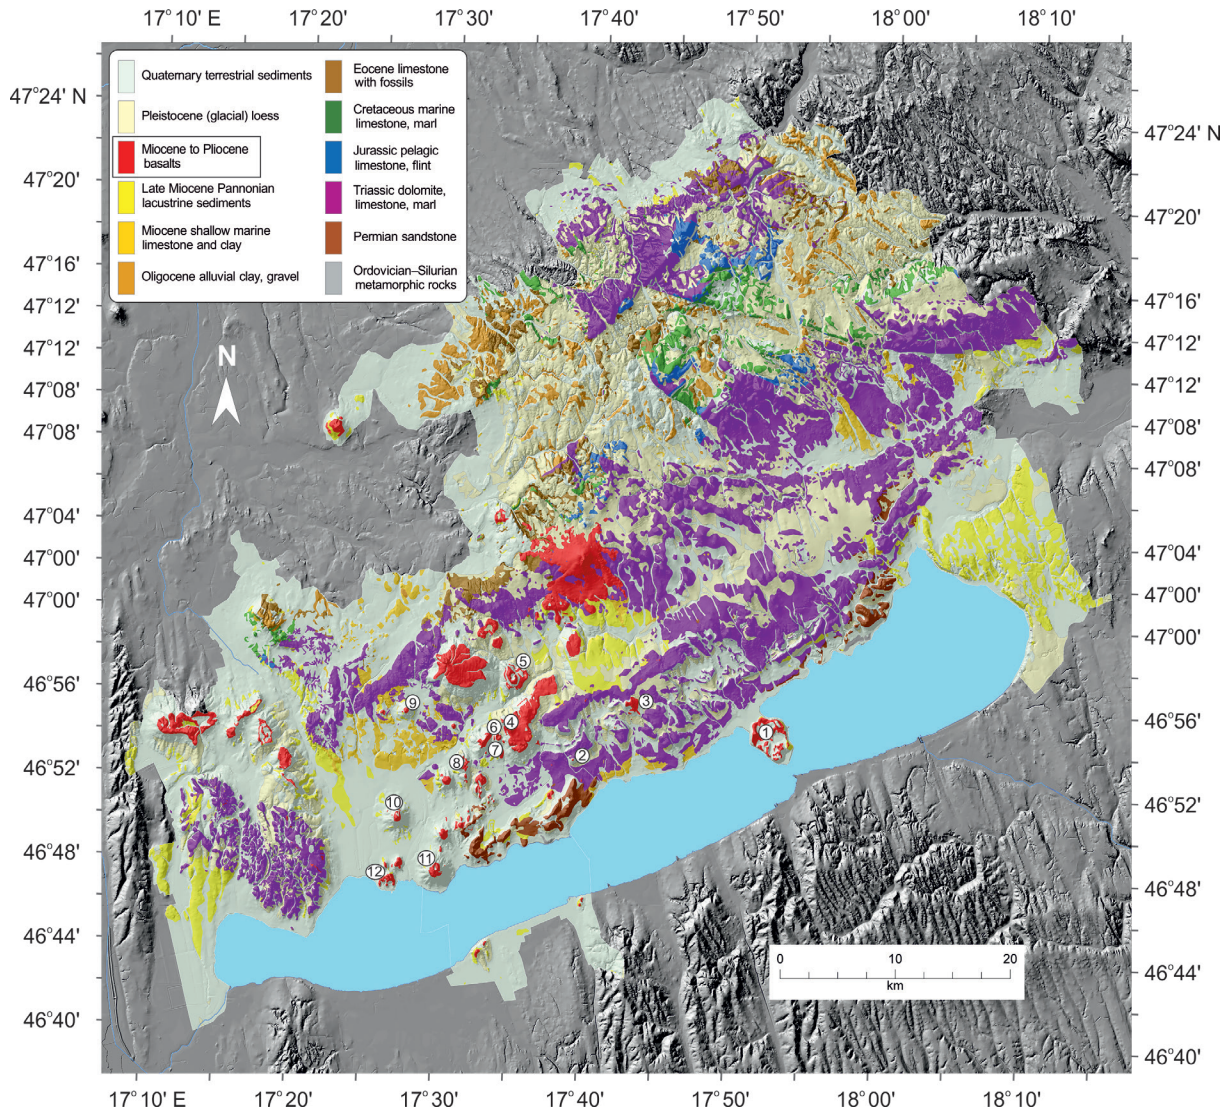 17°10' E 17°20' 17°30' 17°40' 17°50' 18°00' 18°10'
47°24' N
47°20'
47°16'
47°12'
47°12'
47°08'
47°08'
47°04'
47°00'
47°00'
46°56'
46°52'
46°48'
46°44'
46°40'
Quaternary terrestrial sediments
Pleistocene (glacial) loess
Miocene to Pliocene
basalts
Late Miocene Pannonian
lacustrine sediments
Miocene shallow marine
limestone and clay
Oligocene alluvial clay, gravel
Eocene limestone
with fossils
Cretaceous marine
limestone, marl
Jurassic pelagic
limestone, flint
Triassic dolomite,
limestone, marl
Permian sandstone
Ordovician–Silurian
metamorphic rocks
N
5
9
3
6
4
1
7
2
8
10
11
12
0 20
10
km
47°24' N
47°20'
47°16'
47°12'
47°12'
47°08'
47°08'
47°04'
47°00'
47°00'
46°56'
46°52'
46°48'
46°44'
46°40'
17°10' E 17°20' 17°30' 17°40' 17°50' 18°00' 18°10'